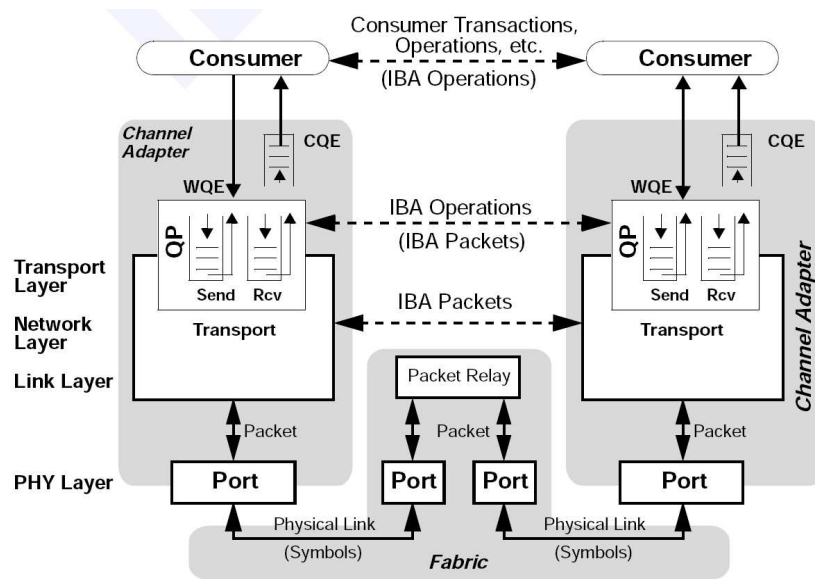 Consumer Transactions,
Operations, etc.
(IBA Operations)
Consumer
Consumer
Channel
Adapter
CQE
WQE
CQE
WQE
IBA Operations
(IBA Packets)
QP
Send
Rcv
QP
Send
Rcv
Transport
Layer
Network
Layer
Link Layer
PHY Layer
Transport
IBA Packets
Transport
Channel Adapter
Packet Relay
Packet
Packet
Packet
Port
Port
Port
Port
Physical Link
(Symbols)
Physical Link
(Symbols)
Fabric